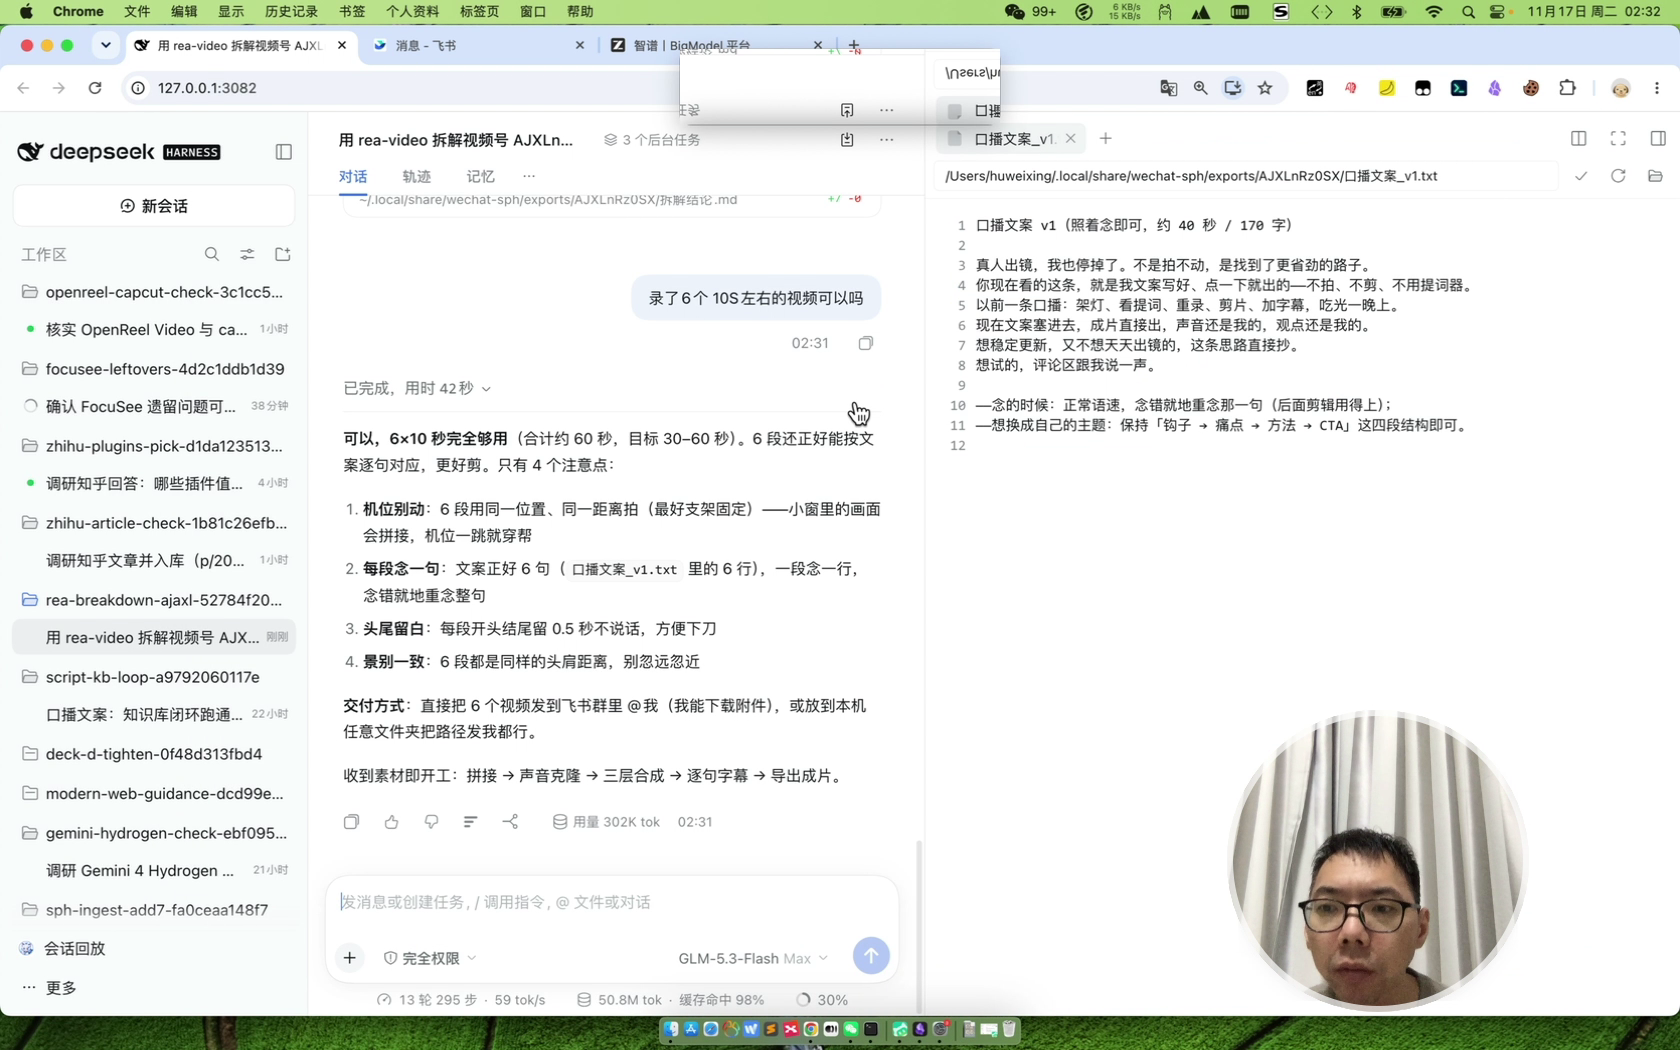 Chrome 文件 编辑 显示 历史记录 书签 个人资料 标签页 窗口 帮助
99+ 6 KB/s 15 KB/s 11月17日 周二 02:32
用 rea-video 拆解视频号 AJXL
消息 - 飞书
智谱 | BigModel 平台
127.0.0.1:3082
deepseek HARNESS
新会话
工作区
openreel-capcut-check-3c1cc5...
核实 OpenReel Video 与 ca... 1小时
focusee-leftovers-4d2c1ddb1d39
确认 FocuSee 遗留问题可... 38分钟
zhihu-plugins-pick-d1da123513...
调研知乎回答：哪些插件值... 4小时
zhihu-article-check-1b81c26efb...
调研知乎文章并入库（p/20... 1小时
rea-breakdown-ajaxl-52784f20...
用 rea-video 拆解视频号 AJX... 刚刚
script-kb-loop-a9792060117e
口播文案：知识库闭环跑通... 22小时
deck-d-tighten-0f48d313fbd4
modern-web-guidance-dcd99e...
gemini-hydrogen-check-ebf095...
调研 Gemini 4 Hydrogen ... 21小时
sph-ingest-add7-fa0ceaa148f7
会话回放
更多
用 rea-video 拆解视频号 AJXLn... 3 个后台任务
对话 轨迹 记忆
~/.local/share/wechat-sph/exports/AJXLnRz0SX/拆解结论.md +7 -0
录了6个 10S左右的视频可以吗
02:31
已完成，用时 42秒
可以，6×10 秒完全够用（合计约 60 秒，目标 30–60 秒）。6 段还正好能按文
案逐句对应，更好剪。只有 4 个注意点：
1. 机位别动：6 段用同一位置、同一距离拍（最好支架固定）——小窗里的画面
会拼接，机位一跳就穿帮
2. 每段念一句：文案正好 6 句（ 口播文案_v1.txt 里的 6 行），一段念一行，
念错就地重念整句
3. 头尾留白：每段开头结尾留 0.5 秒不说话，方便下刀
4. 景别一致：6 段都是同样的头肩距离，别忽远忽近
交付方式：直接把 6 个视频发到飞书群里 @我（我能下载附件），或放到本机
任意文件夹把路径发我都行。
收到素材即开工：拼接 → 声音克隆 → 三层合成 → 逐句字幕 → 导出成片。
用量 302K tok 02:31
发消息或创建任务，/ 调用指令，@ 文件或对话
完全权限 GLM-5.3-Flash Max
13 轮 295 步 · 59 tok/s 50.8M tok · 缓存命中 98% 30%
口播文案_v1.
/Users/huweixing/.local/share/wechat-sph/exports/AJXLnRz0SX/口播文案_v1.txt
1 口播文案 v1（照着念即可，约 40 秒 / 170 字）
2
3 真人出镜，我也停掉了。不是拍不动，是找到了更省劲的路子。
4 你现在看的这条，就是我文案写好、点一下就出的——不拍、不剪、不用提词器。
5 以前一条口播：架灯、看提词、重录、剪片、加字幕，吃光一晚上。
6 现在文案塞进去，成片直接出，声音还是我的，观点还是我的。
7 想稳定更新，又不想天天出镜的，这条思路直接抄。
8 想试的，评论区跟我说一声。
9
10 ——念的时候：正常语速，念错就地重念那一句（后面剪辑用得上）；
11 ——想换成自己的主题：保持「钩子 → 痛点 → 方法 → CTA」这四段结构即可。
12